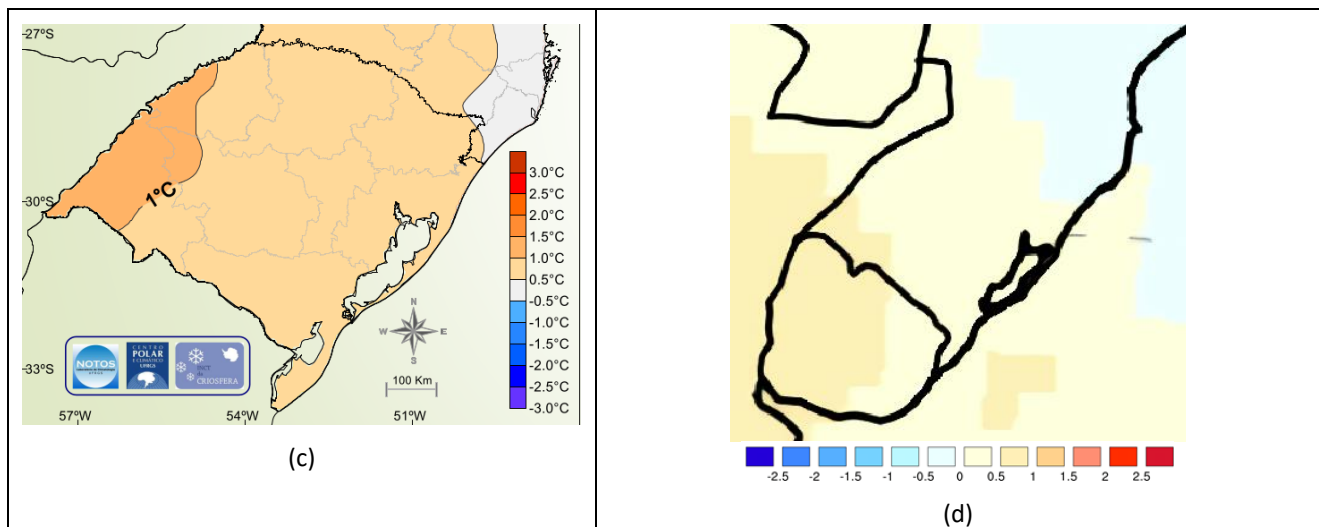 27°S
30°S
33°S
57°W
54°W
51°W
1°C
3.0°C
2.5°C
2.0°C
1.5°C
1.0°C
0.5°C
-0.5°C
-1.0°C
-1.5°C
-2.0°C
-2.5°C
-3.0°C
N
W E
S
100 Km
NOTOS
CENTRO
POLAR
E CLIMÁTICO
UFRGS
INCT
da
CRIOSFERA
(c)
-2.5 -2 -1.5 -1 -0.5 0 0.5 1 1.5 2 2.5
(d)